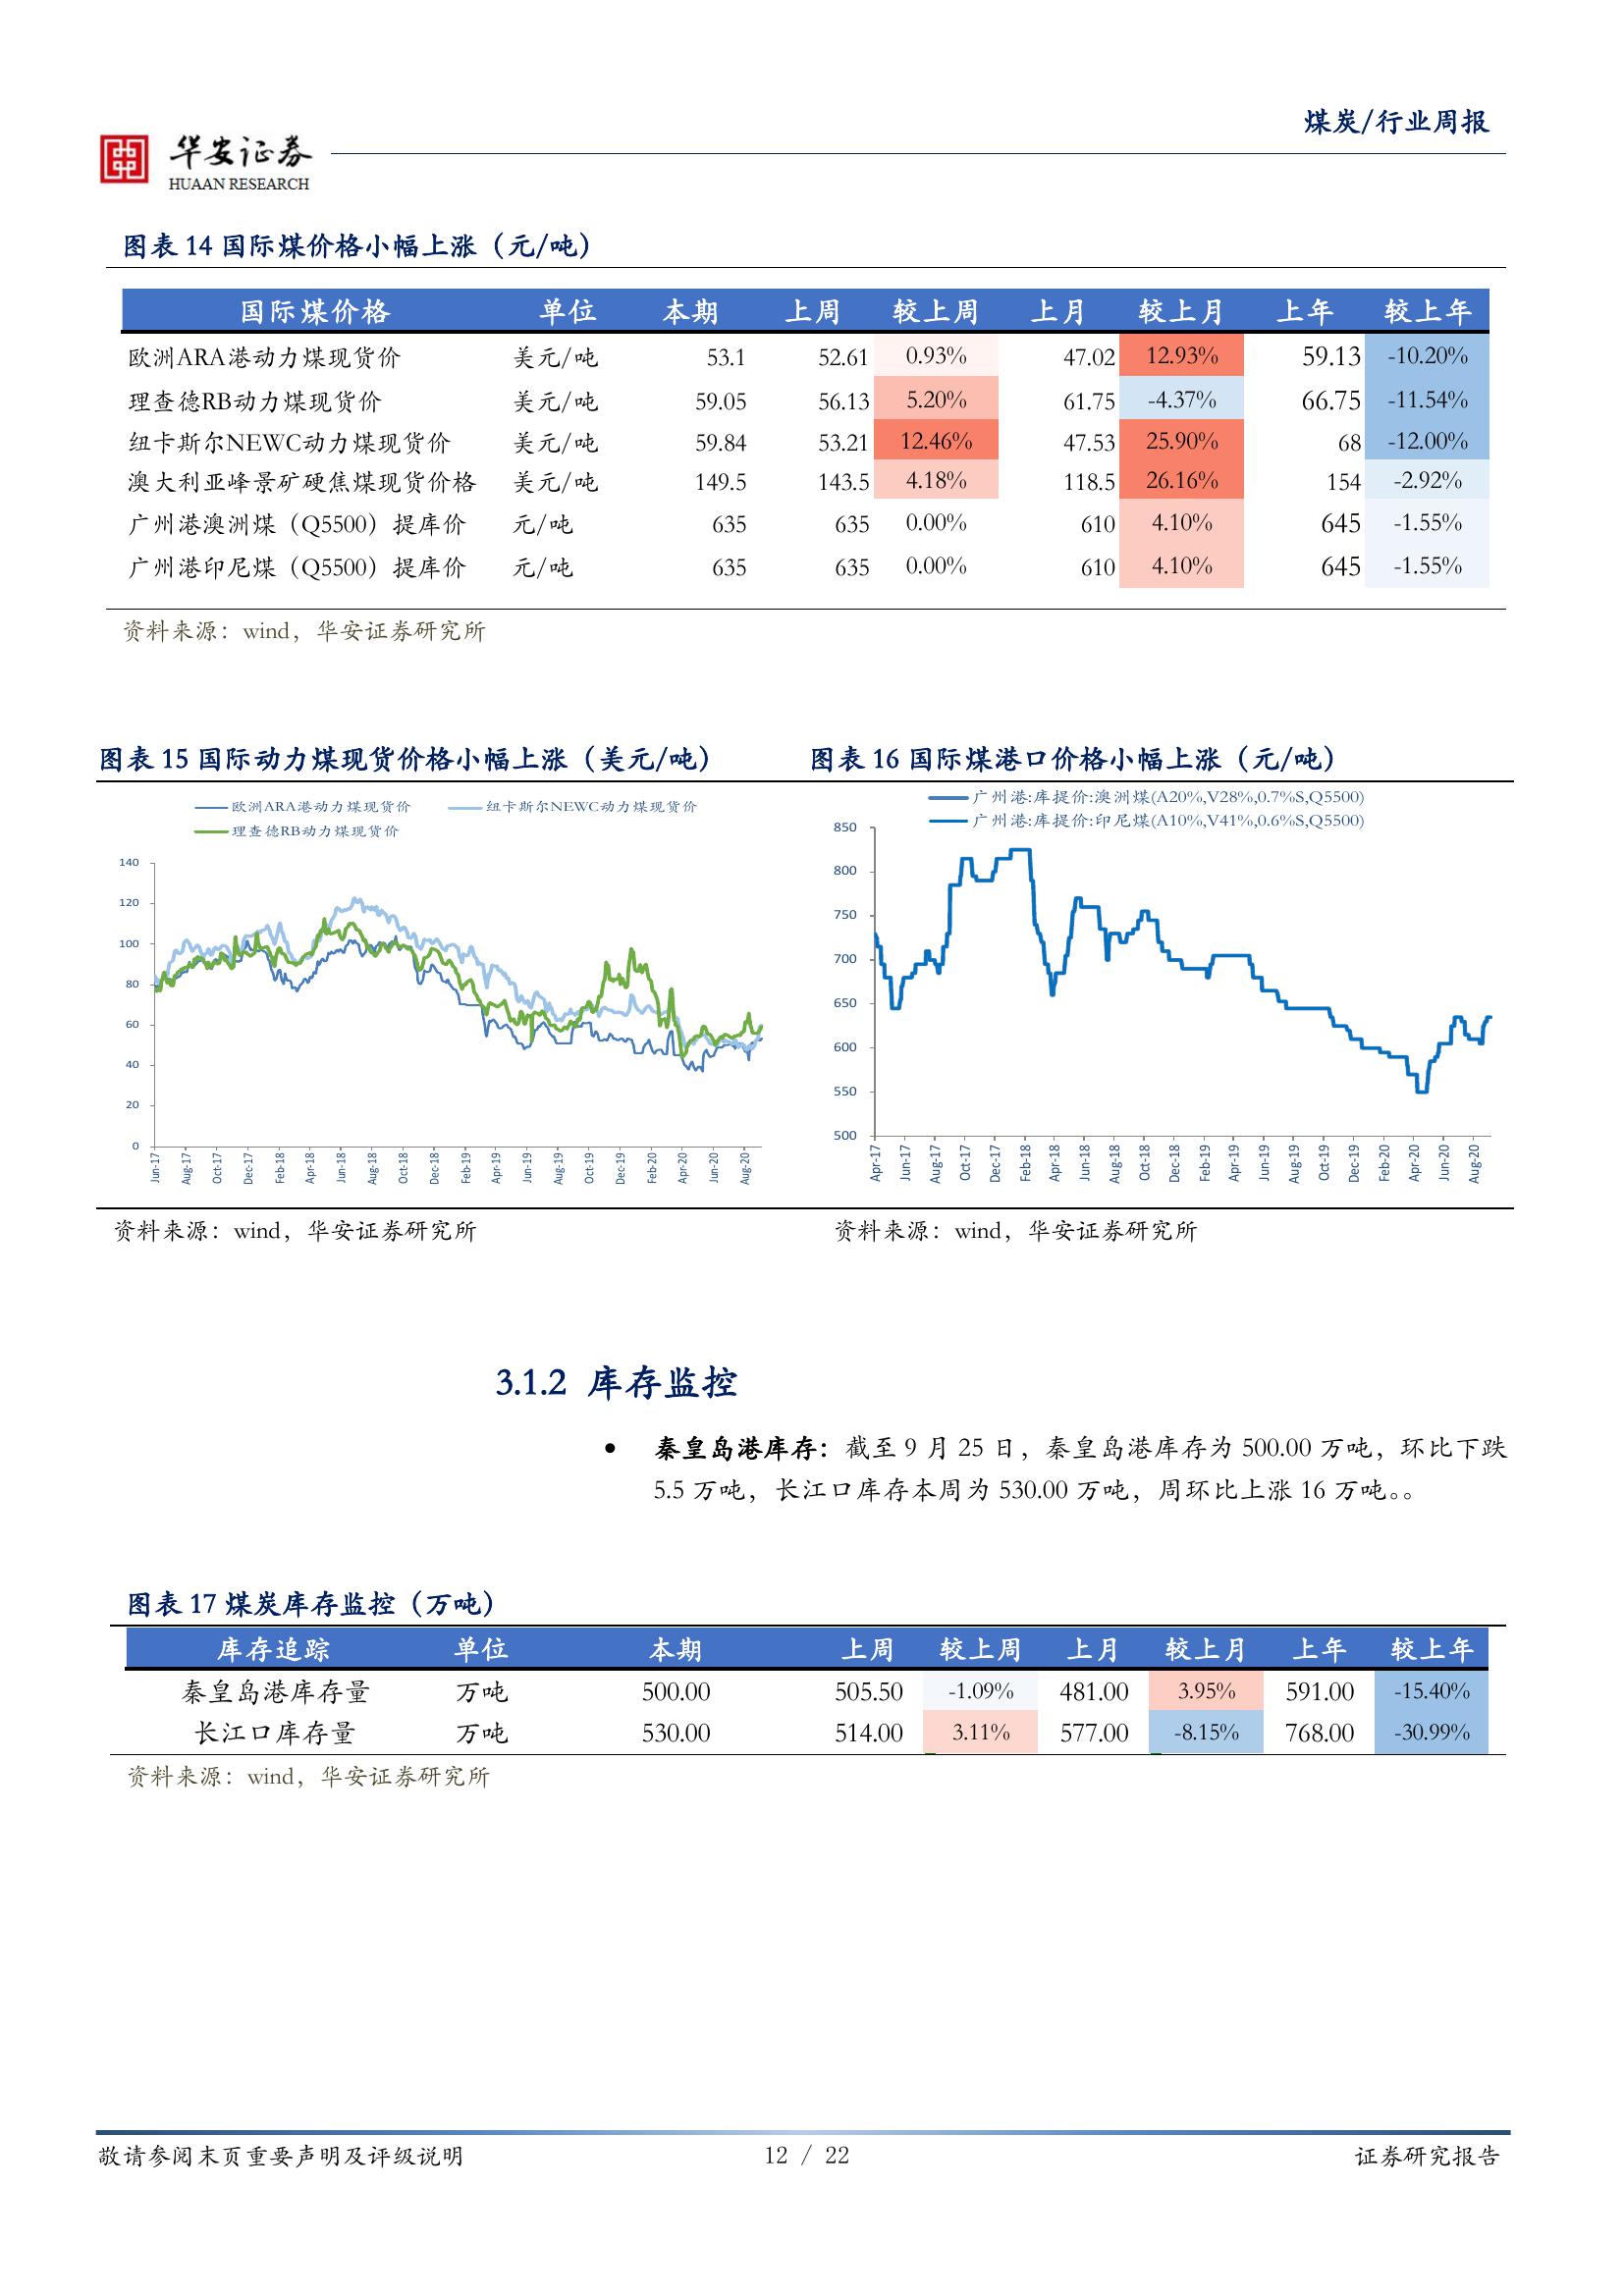 煤炭/行业周报
华安证券
HUAAN RESEARCH
图表 14 国际煤价格小幅上涨（元/吨）
国际煤价格 单位 本期 上周 较上周 上月 较上月 上年 较上年
欧洲ARA港动力煤现货价 美元/吨 53.1 52.61 0.93% 47.02 12.93% 59.13 -10.20%
理查德RB动力煤现货价 美元/吨 59.05 56.13 5.20% 61.75 -4.37% 66.75 -11.54%
纽卡斯尔NEWC动力煤现货价 美元/吨 59.84 53.21 12.46% 47.53 25.90% 68 -12.00%
澳大利亚峰景矿硬焦煤现货价格 美元/吨 149.5 143.5 4.18% 118.5 26.16% 154 -2.92%
广州港澳洲煤（Q5500）提库价 元/吨 635 635 0.00% 610 4.10% 645 -1.55%
广州港印尼煤（Q5500）提库价 元/吨 635 635 0.00% 610 4.10% 645 -1.55%
资料来源：wind，华安证券研究所
图表 15 国际动力煤现货价格小幅上涨（美元/吨）
欧洲ARA港动力煤现货价 纽卡斯尔NEWC动力煤现货价
理查德RB动力煤现货价
140
120
100
80
60
40
20
0
Jun-17 Aug-17 Oct-17 Dec-17 Feb-18 Apr-18 Jun-18 Aug-18 Oct-18 Dec-18 Feb-19 Apr-19 Jun-19 Aug-19 Oct-19 Dec-19 Feb-20 Apr-20 Jun-20 Aug-20
资料来源：wind，华安证券研究所
图表 16 国际煤港口价格小幅上涨（元/吨）
广州港:库提价:澳洲煤(A20%,V28%,0.7%S,Q5500)
广州港:库提价:印尼煤(A10%,V41%,0.6%S,Q5500)
850
800
750
700
650
600
550
500
Apr-17 Jun-17 Aug-17 Oct-17 Dec-17 Feb-18 Apr-18 Jun-18 Aug-18 Oct-18 Dec-18 Feb-19 Apr-19 Jun-19 Aug-19 Oct-19 Dec-19 Feb-20 Apr-20 Jun-20 Aug-20
资料来源：wind，华安证券研究所
3.1.2 库存监控
• 秦皇岛港库存：截至 9 月 25 日，秦皇岛港库存为 500.00 万吨，环比下跌
5.5 万吨，长江口库存本周为 530.00 万吨，周环比上涨 16 万吨。。
图表 17 煤炭库存监控（万吨）
库存追踪 单位 本期 上周 较上周 上月 较上月 上年 较上年
秦皇岛港库存量 万吨 500.00 505.50 -1.09% 481.00 3.95% 591.00 -15.40%
长江口库存量 万吨 530.00 514.00 3.11% 577.00 -8.15% 768.00 -30.99%
资料来源：wind，华安证券研究所
敬请参阅末页重要声明及评级说明 12 / 22 证券研究报告